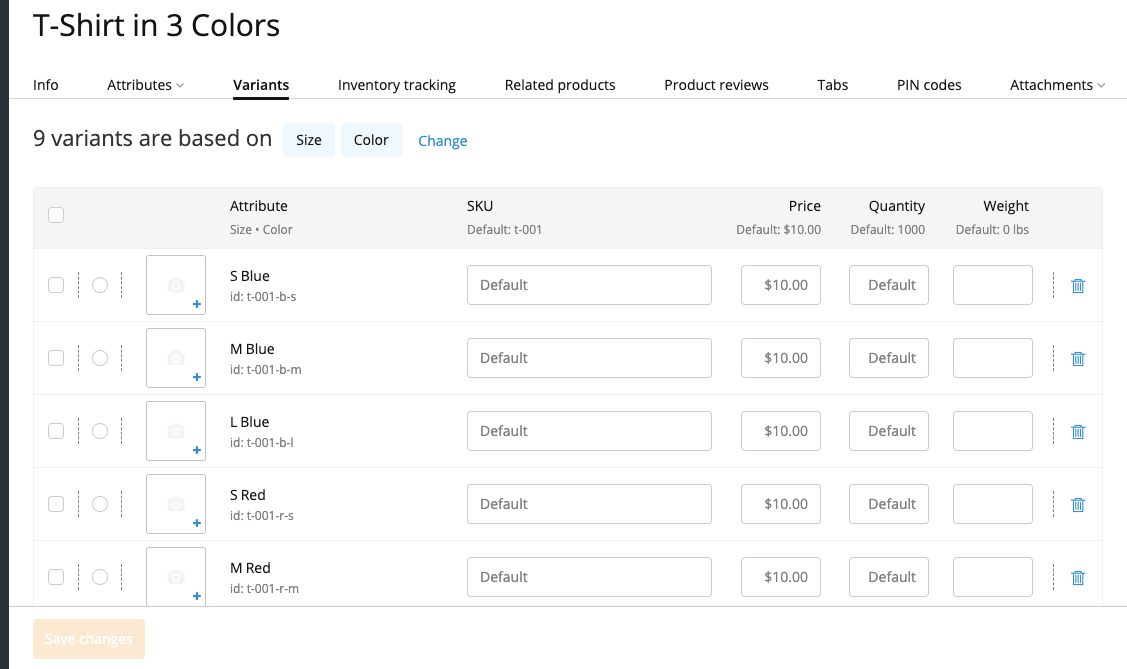 T-Shirt in 3 Colors
Info Attributes Variants Inventory tracking Related products Product reviews Tabs PIN codes Attachments
9 variants are based on Size Color Change
Attribute SKU Price Quantity Weight
Size • Color Default: t-001 Default: $10.00 Default: 1000 Default: 0 lbs
S Blue
id: t-001-b-s
Default $10.00 Default
M Blue
id: t-001-b-m
Default $10.00 Default
L Blue
id: t-001-b-l
Default $10.00 Default
S Red
id: t-001-r-s
Default $10.00 Default
M Red
id: t-001-r-m
Default $10.00 Default
Save changes